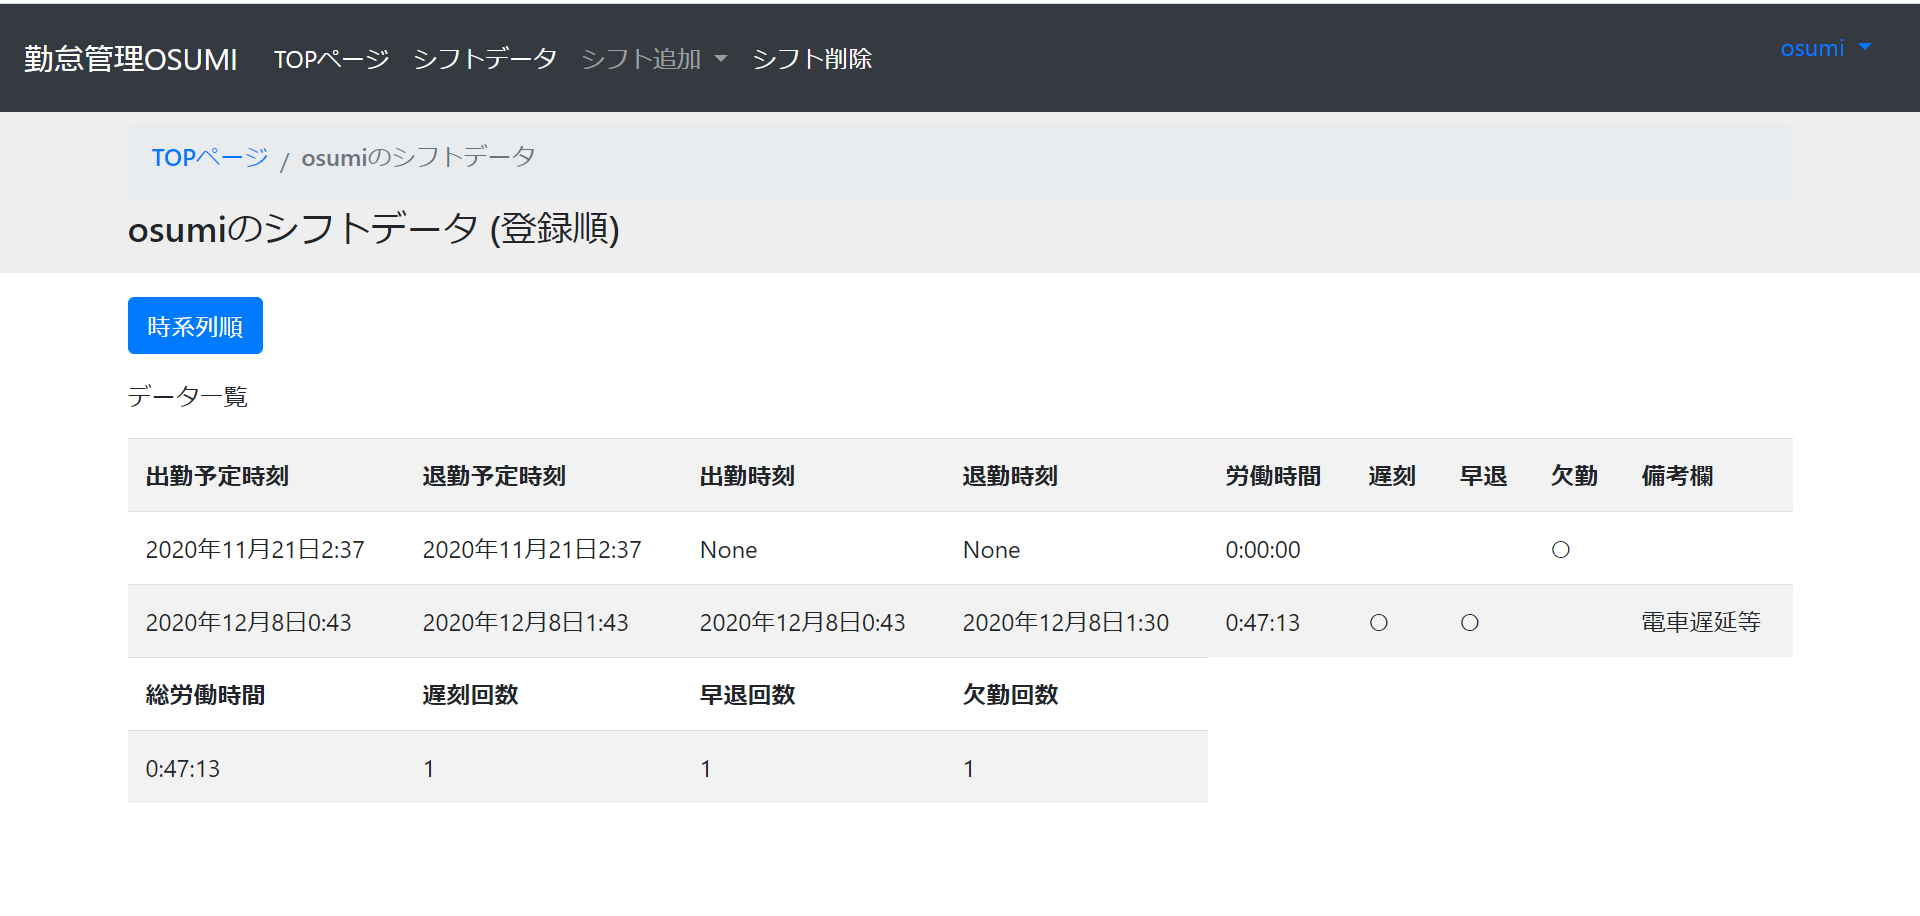 勤怠管理OSUMI TOPページ シフトデータ シフト追加 シフト削除 osumi
TOPページ / osumiのシフトデータ
osumiのシフトデータ (登録順)
時系列順
データ一覧
出勤予定時刻 退勤予定時刻 出勤時刻 退勤時刻 労働時間 遅刻 早退 欠勤 備考欄
2020年11月21日2:37 2020年11月21日2:37 None None 0:00:00 ○
2020年12月8日0:43 2020年12月8日1:43 2020年12月8日0:43 2020年12月8日1:30 0:47:13 ○ ○ 電車遅延等
総労働時間 遅刻回数 早退回数 欠勤回数
0:47:13 1 1 1